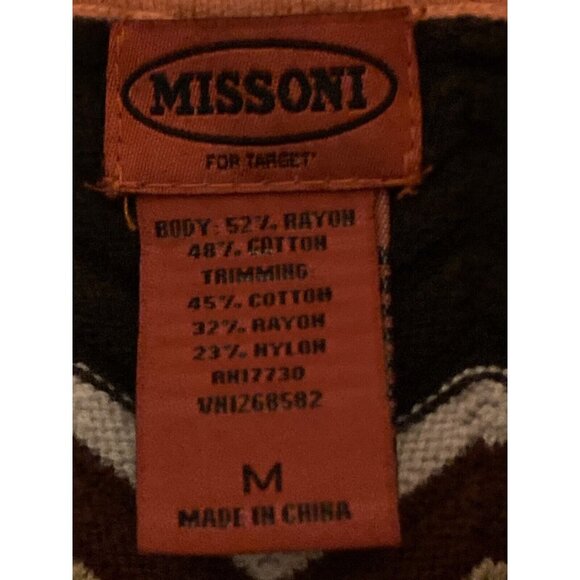 MISSONI
FOR TARGET®
BODY: 52% RAYON
48% COTTON
TRIMMING
45% COTTON
32% RAYON
23% NYLON
RN17730
VN1268582
M
MADE IN CHINA